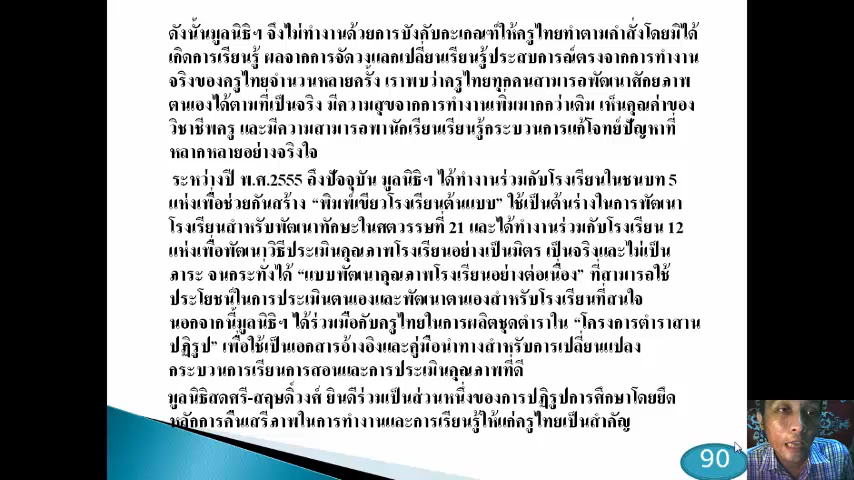 ดังนั้นมูลนิธิฯ จึงไม่ทำงานด้วยการบังคับกะเกณฑ์ให้ครูไทยทำตามคำสั่งโดยมิได้
เกิดการเรียนรู้ ผลจากการจัดวงแลกเปลี่ยนเรียนรู้ประสบการณ์ตรงจากการทำงาน
จริงของครูไทยจำนวนหลายครั้ง เราพบว่าครูไทยทุกคนสามารถพัฒนาศักยภาพ
ตนเองได้ตามที่เป็นจริง มีความสุขจากการทำงานเพิ่มมากกว่าเดิม เห็นคุณค่าของ
วิชาชีพครู และมีความสามารถพานักเรียนเรียนรู้กระบวนการแก้โจทย์ปัญหาที่
หลากหลายอย่างจริงใจ
ระหว่างปี พ.ศ.2555 ถึงปัจจุบัน มูลนิธิฯ ได้ทำงานร่วมกับโรงเรียนในชนบท 5
แห่งเพื่อช่วยกันสร้าง “พิมพ์เขียวโรงเรียนต้นแบบ” ใช้เป็นต้นร่างในการพัฒนา
โรงเรียนสำหรับพัฒนาทักษะในศตวรรษที่ 21 และได้ทำงานร่วมกับโรงเรียน 12
แห่งเพื่อพัฒนาวิธีประเมินคุณภาพโรงเรียนอย่างเป็นมิตร เป็นจริงและไม่เป็น
ภาระ จนกระทั่งได้ “แบบพัฒนาคุณภาพโรงเรียนอย่างต่อเนื่อง” ที่สามารถใช้
ประโยชน์ในการประเมินตนเองและพัฒนาตนเองสำหรับโรงเรียนที่สนใจ
นอกจากนี้มูลนิธิฯ ได้ร่วมมือกับครูไทยในการผลิตชุดตำราใน “โครงการตำราสาน
ปฏิรูป” เพื่อใช้เป็นเอกสารอ้างอิงและคู่มือนำทางสำหรับการเปลี่ยนแปลง
กระบวนการเรียนการสอนและการประเมินคุณภาพที่ดี
มูลนิธิสดศรี-สฤษดิ์วงศ์ ยินดีร่วมเป็นส่วนหนึ่งของการปฏิรูปการศึกษาโดยยึด
หลักการคืนเสรีภาพในการทำงานและการเรียนรู้ให้แก่ครูไทยเป็นสำคัญ
90